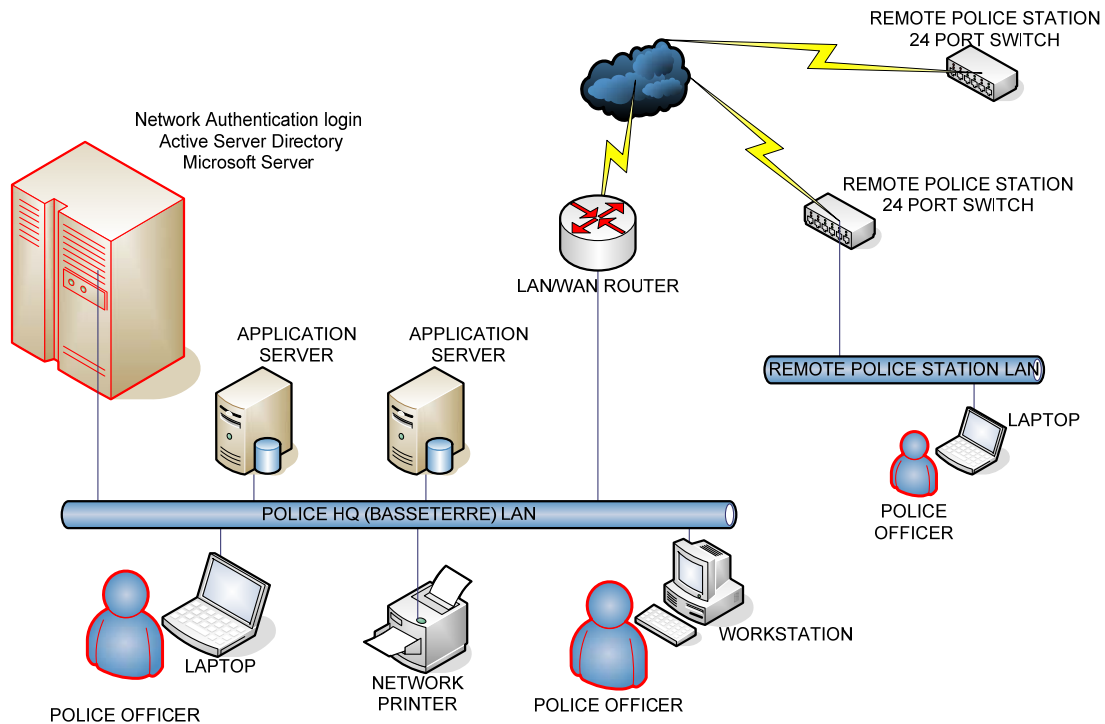 REMOTE POLICE STATION
24 PORT SWITCH
Network Authentication login
Active Server Directory
Microsoft Server
REMOTE POLICE STATION
24 PORT SWITCH
LAN/WAN ROUTER
APPLICATION
SERVER
APPLICATION
SERVER
REMOTE POLICE STATION LAN
LAPTOP
POLICE HQ (BASSETERRE) LAN
POLICE
OFFICER
WORKSTATION
LAPTOP
NETWORK
PRINTER
POLICE OFFICER
POLICE OFFICER